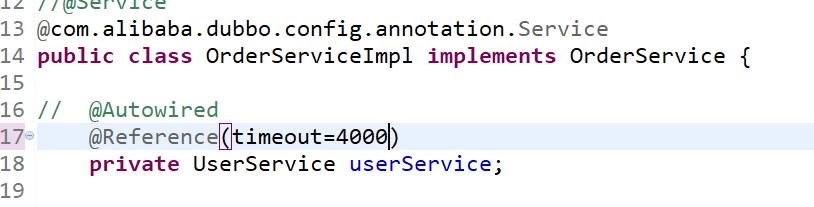 12 //@Service
13 @com.alibaba.dubbo.config.annotation.Service
14 public class OrderServiceImpl implements OrderService {
15
16 //  @Autowired
17     @Reference(timeout=4000)
18     private UserService userService;
19